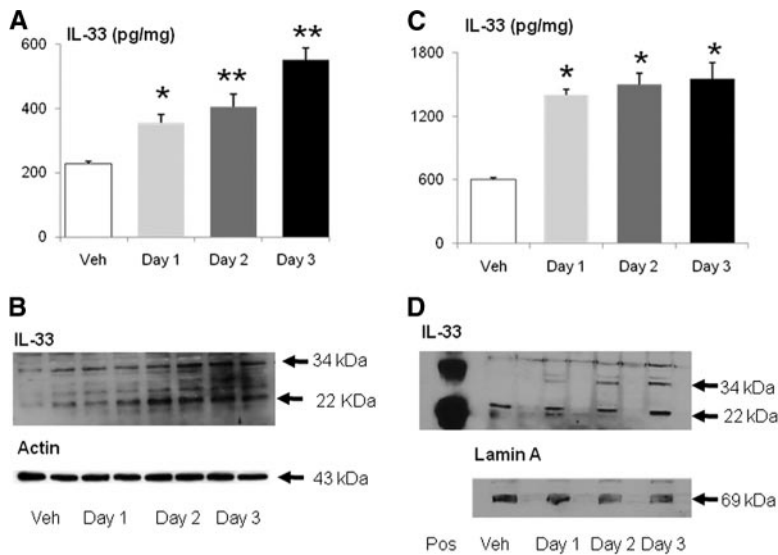 A
IL-33 (pg/mg)
600
400
200
0
* ** **
Veh Day 1 Day 2 Day 3
B
IL-33
34 kDa
22 KDa
Actin
43 kDa
Veh Day 1 Day 2 Day 3
C
IL-33 (pg/mg)
1800
1200
600
0
* * *
Veh Day 1 Day 2 Day 3
D
IL-33
34 kDa
22 kDa
Lamin A
69 kDa
Pos Veh Day 1 Day 2 Day 3